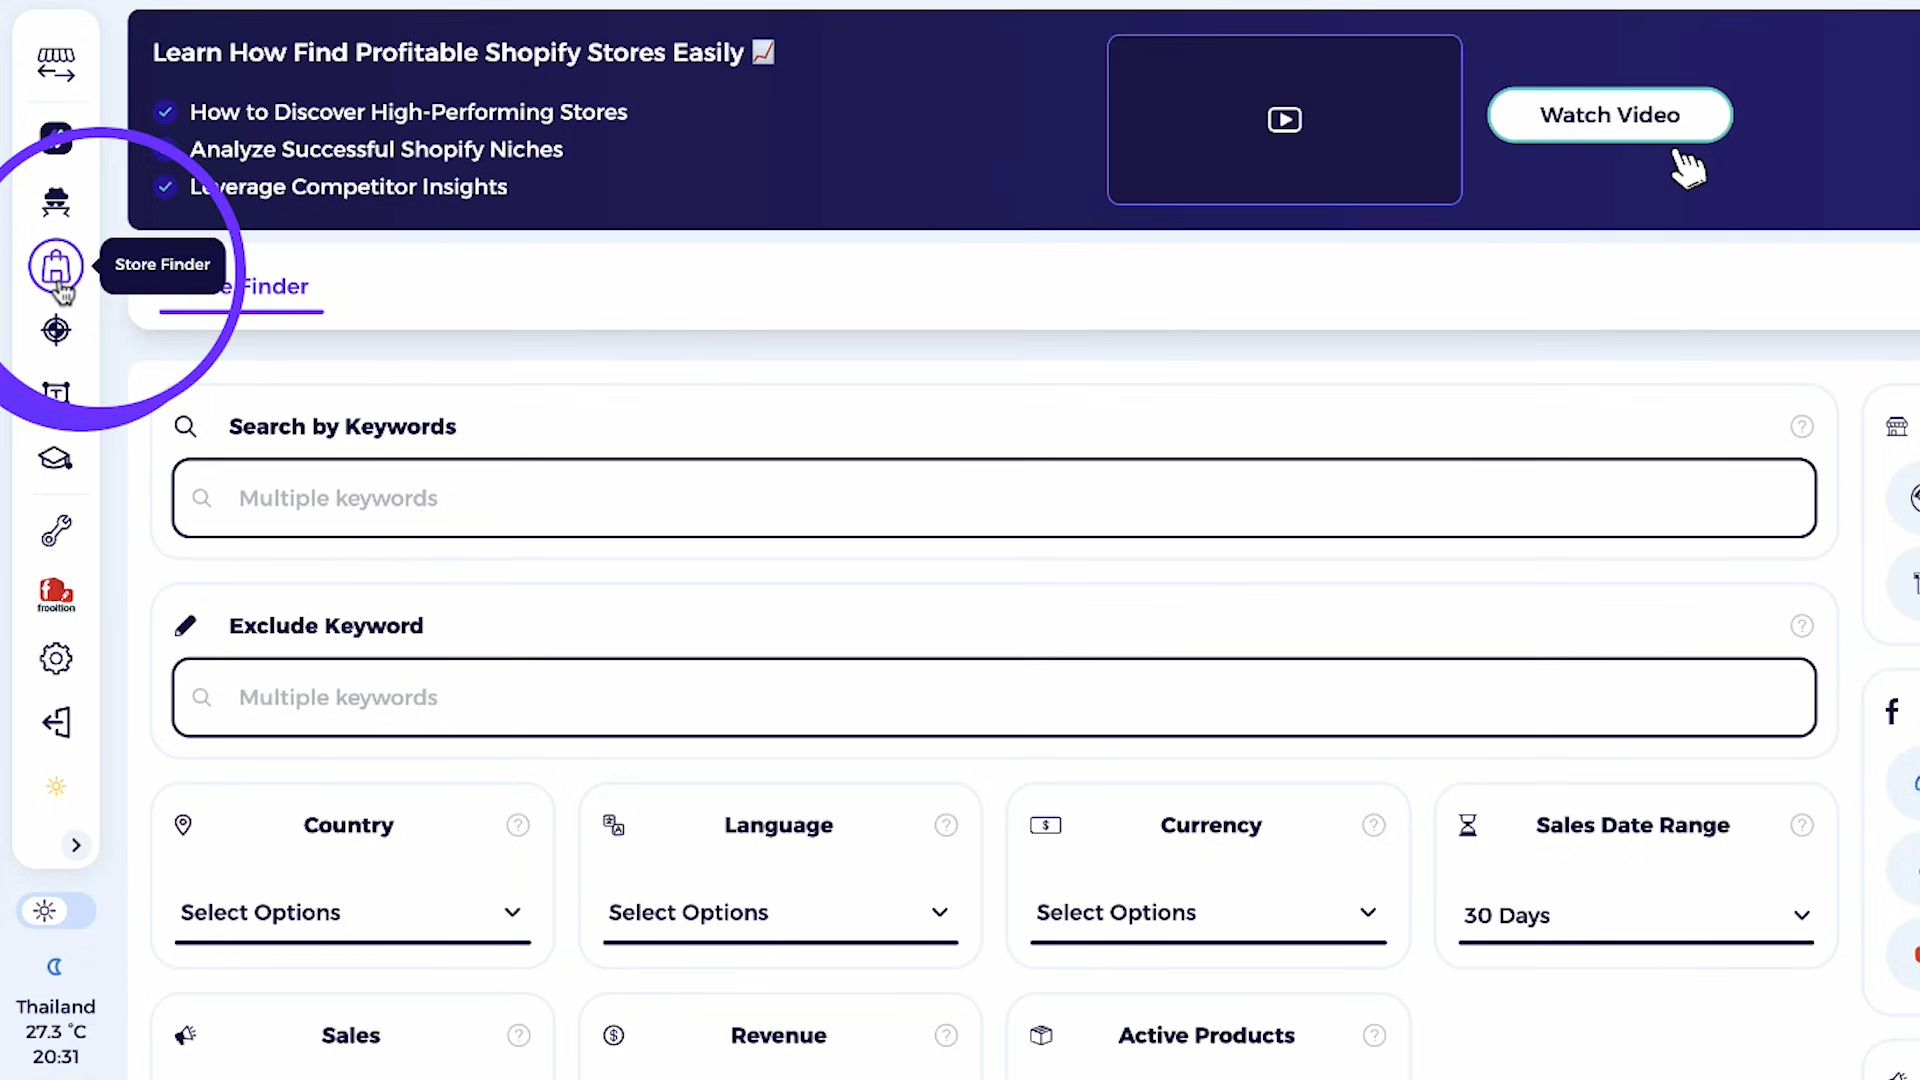 Learn How Find Profitable Shopify Stores Easily
How to Discover High-Performing Stores
Analyze Successful Shopify Niches
Leverage Competitor Insights
Watch Video
Store Finder
Finder
Search by Keywords
Multiple keywords
Exclude Keyword
Multiple keywords
Country
Language
Currency
Sales Date Range
Select Options
Select Options
Select Options
30 Days
Sales
Revenue
Active Products
frooition
Thailand
27.3 °C
20:31